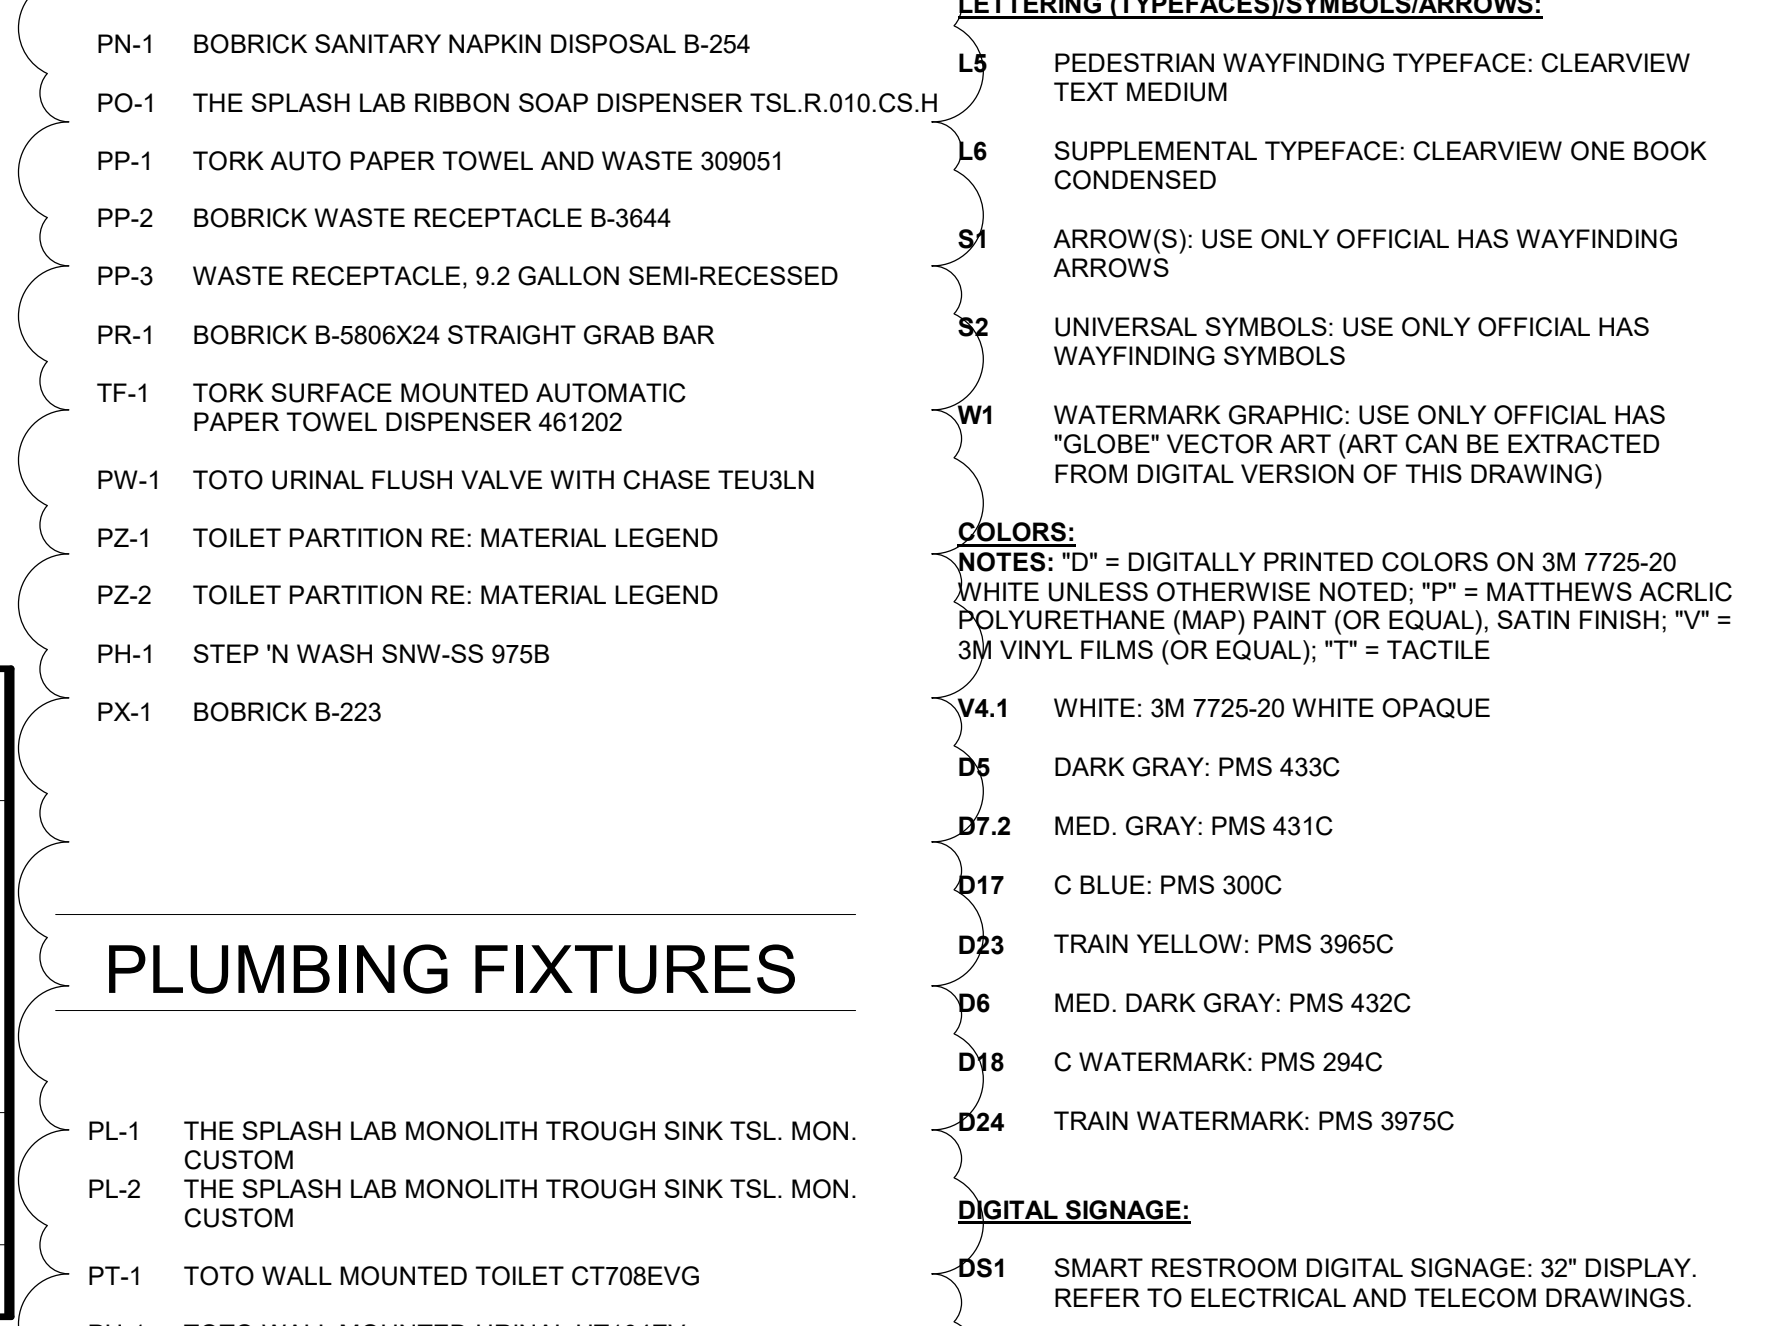 PN-1 BOBRICK SANITARY NAPKIN DISPOSAL B-254
PO-1 THE SPLASH LAB RIBBON SOAP DISPENSER TSL.R.010.CS.H
PP-1 TORK AUTO PAPER TOWEL AND WASTE 309051
PP-2 BOBRICK WASTE RECEPTACLE B-3644
PP-3 WASTE RECEPTACLE, 9.2 GALLON SEMI-RECESSED
PR-1 BOBRICK B-5806X24 STRAIGHT GRAB BAR
TF-1 TORK SURFACE MOUNTED AUTOMATIC
PAPER TOWEL DISPENSER 461202
PW-1 TOTO URINAL FLUSH VALVE WITH CHASE TEU3LN
PZ-1 TOILET PARTITION RE: MATERIAL LEGEND
PZ-2 TOILET PARTITION RE: MATERIAL LEGEND
PH-1 STEP 'N WASH SNW-SS 975B
PX-1 BOBRICK B-223
PLUMBING FIXTURES
PL-1 THE SPLASH LAB MONOLITH TROUGH SINK TSL. MON.
CUSTOM
PL-2 THE SPLASH LAB MONOLITH TROUGH SINK TSL. MON.
CUSTOM
PT-1 TOTO WALL MOUNTED TOILET CT708EVG
TOTO WALL MOUNTED URINAL
LETTERING (TYPEFACES)/SYMBOLS/ARROWS:
L5 PEDESTRIAN WAYFINDING TYPEFACE: CLEARVIEW
TEXT MEDIUM
L6 SUPPLEMENTAL TYPEFACE: CLEARVIEW ONE BOOK
CONDENSED
S1 ARROW(S): USE ONLY OFFICIAL HAS WAYFINDING
ARROWS
S2 UNIVERSAL SYMBOLS: USE ONLY OFFICIAL HAS
WAYFINDING SYMBOLS
W1 WATERMARK GRAPHIC: USE ONLY OFFICIAL HAS
"GLOBE" VECTOR ART (ART CAN BE EXTRACTED
FROM DIGITAL VERSION OF THIS DRAWING)
COLORS:
NOTES: "D" = DIGITALLY PRINTED COLORS ON 3M 7725-20
WHITE UNLESS OTHERWISE NOTED; "P" = MATTHEWS ACRLIC
POLYURETHANE (MAP) PAINT (OR EQUAL), SATIN FINISH; "V" =
3M VINYL FILMS (OR EQUAL); "T" = TACTILE
V4.1 WHITE: 3M 7725-20 WHITE OPAQUE
D5 DARK GRAY: PMS 433C
D7.2 MED. GRAY: PMS 431C
D17 C BLUE: PMS 300C
D23 TRAIN YELLOW: PMS 3965C
D6 MED. DARK GRAY: PMS 432C
D18 C WATERMARK: PMS 294C
D24 TRAIN WATERMARK: PMS 3975C
DIGITAL SIGNAGE:
DS1 SMART RESTROOM DIGITAL SIGNAGE: 32" DISPLAY.
REFER TO ELECTRICAL AND TELECOM DRAWINGS.